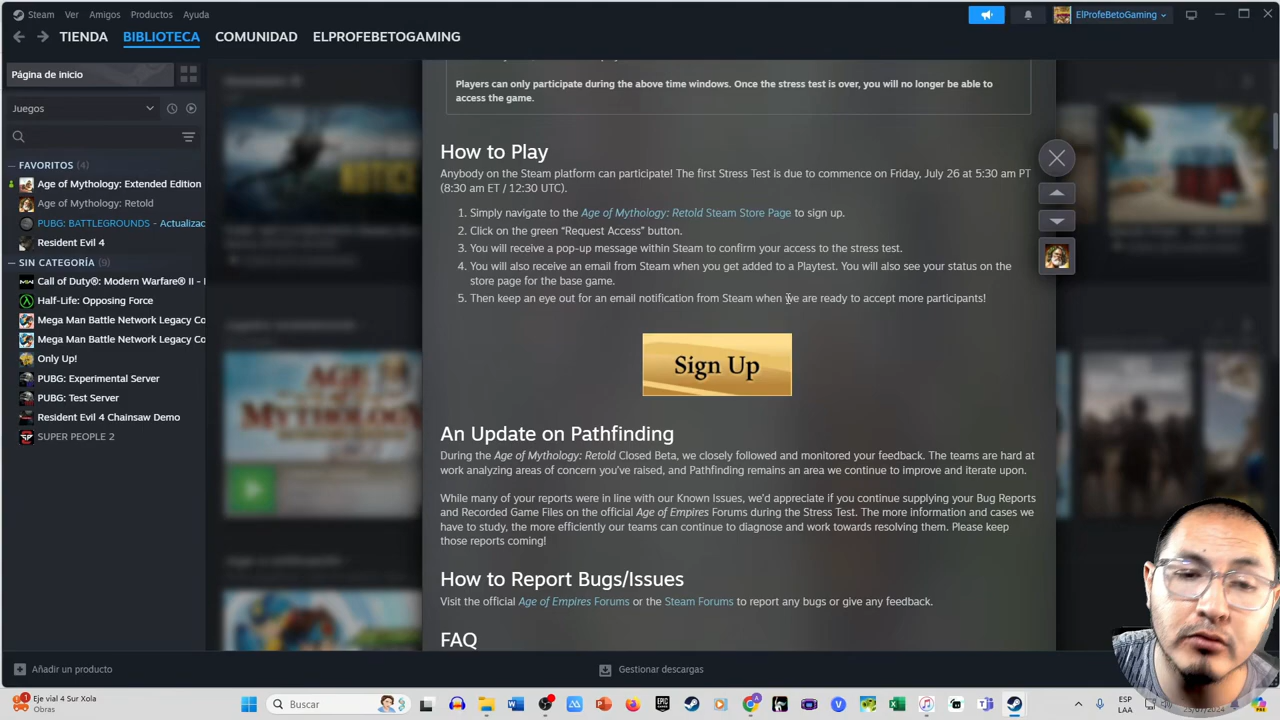 Steam Ver Amigos Productos Ayuda
ElProfeBetoGaming
TIENDA BIBLIOTECA COMUNIDAD ELPROFEBETOGAMING
Página de inicio
Juegos
FAVORITOS (4)
Age of Mythology: Extended Edition
Age of Mythology: Retold
PUBG: BATTLEGROUNDS - Actualizac
Resident Evil 4
SIN CATEGORÍA (9)
Call of Duty®: Modern Warfare® 2
Half-Life: Opposing Force
Mega Man Battle Network Legacy Co
Mega Man Battle Network Legacy Co
Only Up!
PUBG: Experimental Server
PUBG: Test Server
Resident Evil 4 Chainsaw Demo
SUPER PEOPLE 2
Players can only participate during the above time windows. Once the stress test is over, you will no longer be able to
access the game.
How to Play
Anybody on the Steam platform can participate! The first Stress Test is due to commence on Friday, July 26 at 5:30 am PT
(8:30 am ET / 12:30 UTC).
1. Simply navigate to the Age of Mythology: Retold Steam Store Page to sign up.
2. Click on the green “Request Access” button.
3. You will receive a pop-up message within Steam to confirm your access to the stress test.
4. You will also receive an email from Steam when you get added to a Playtest. You will also see your status on the
store page for the base game.
5. Then keep an eye out for an email notification from Steam when we are ready to accept more participants!
Sign Up
An Update on Pathfinding
During the Age of Mythology: Retold Closed Beta, we closely followed and monitored your feedback. The teams are hard at
work analyzing areas of concern you've raised, and Pathfinding remains an area we continue to improve and iterate upon.
While many of your reports were in line with our Known Issues, we'd appreciate if you continue supplying your Bug Reports
and Recorded Game Files on the official Age of Empires Forums during the Stress Test. The more information and cases we
have to study, the more efficiently our teams can continue to diagnose and work towards resolving them. Please keep
those reports coming!
How to Report Bugs/Issues
Visit the official Age of Empires Forums or the Steam Forums to report any bugs or give any feedback.
FAQ
AGE OF
MYTHOLOGY
Añadir un producto
Gestionar descargas
Eje vial 4 Sur Xola
Obras
Buscar
ESP
LAA